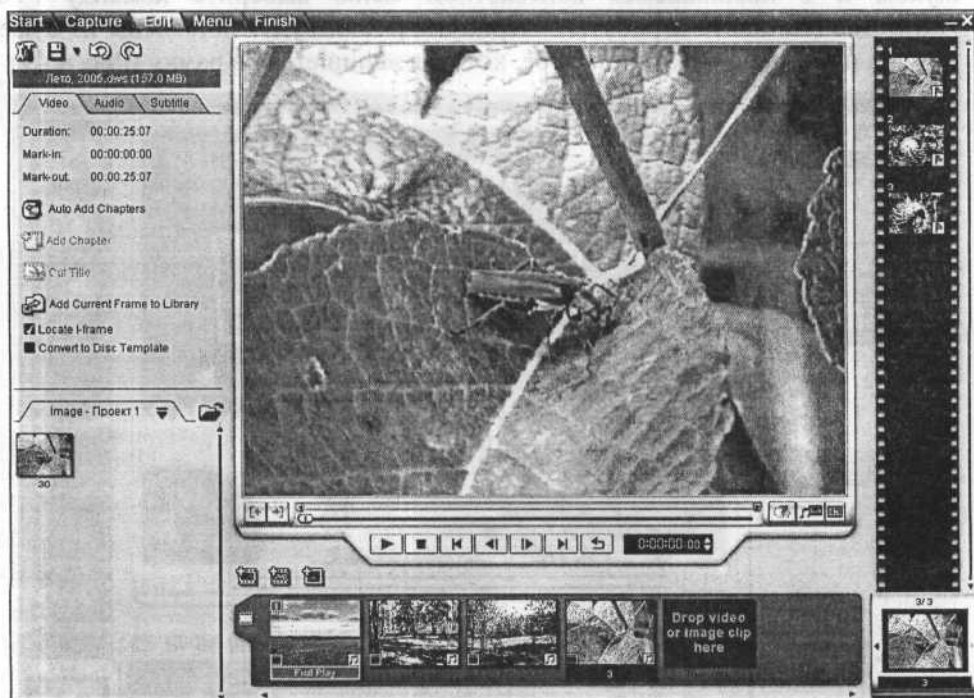 Start Capture Edit Menu Finish
Лето, 2005.dws (157.0 MB)
Video Audio Subtitle
Duration: 00:00:25:07
Mark-in: 00:00:00:00
Mark-out: 00:00:25:07
Auto Add Chapters
Add Chapter
Cut Title
Add Current Frame to Library
Locate I-frame
Convert to Disc Template
Image - Проект 1
30
0:00:00:00
First Play
3
Drop video
or image clip
here
1
2
3
3/3
3